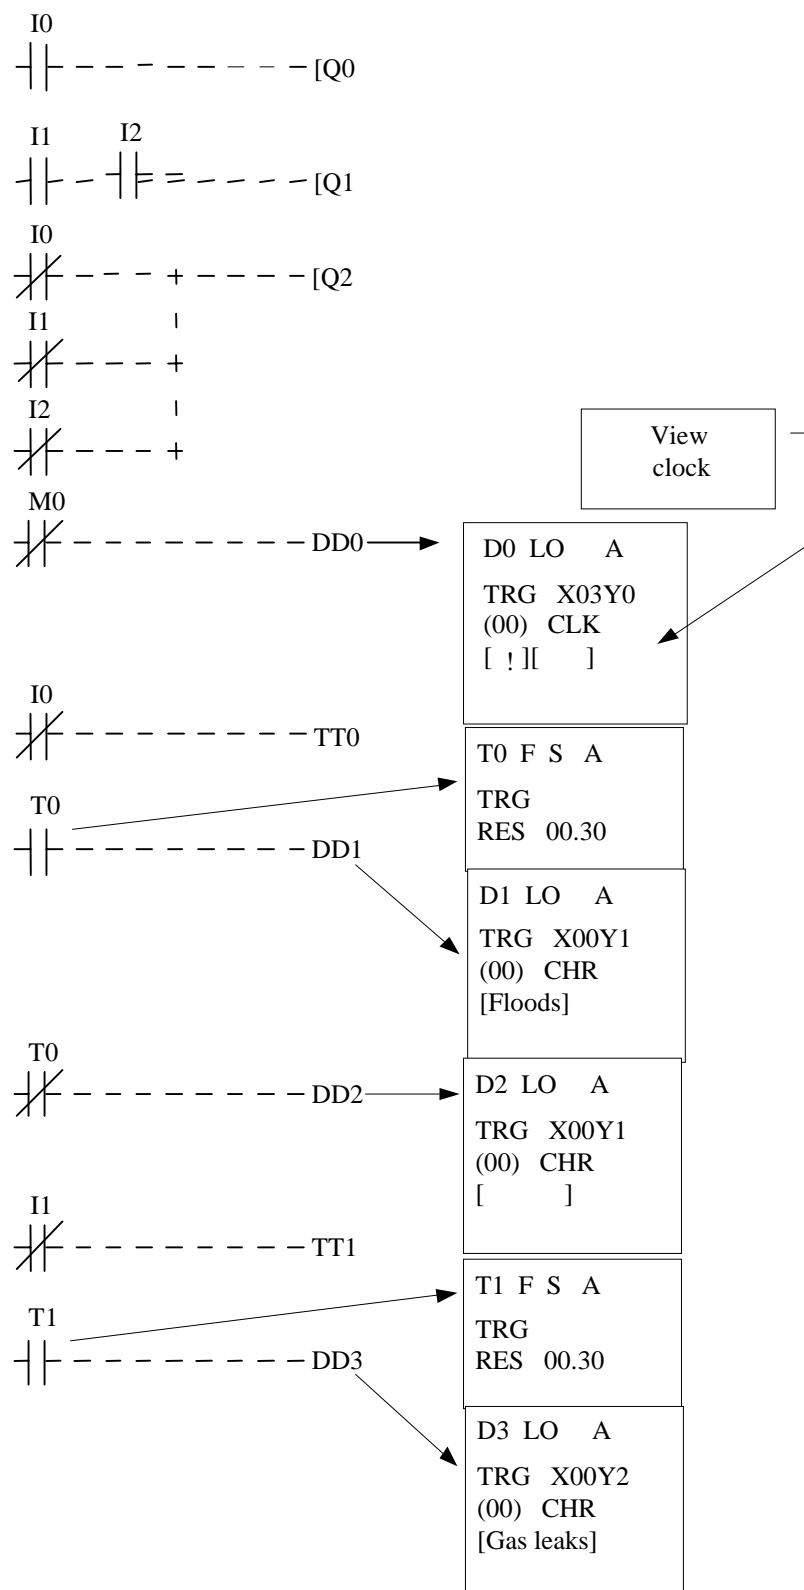 I0
[Q0
I1 I2
[Q1
I0
[Q2
I1
I2
View
clock
M0
DD0
D0 LO A
TRG X03Y0
(00) CLK
[ ! ][ ]
I0
TT0
T0 F S A
TRG
RES 00.30
T0
DD1
D1 LO A
TRG X00Y1
(00) CHR
[Floods]
T0
DD2
D2 LO A
TRG X00Y1
(00) CHR
[ ]
I1
TT1
T1 F S A
TRG
RES 00.30
T1
DD3
D3 LO A
TRG X00Y2
(00) CHR
[Gas leaks]